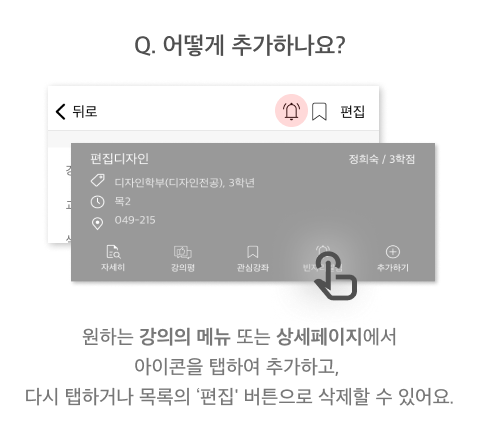 Q. 어떻게 추가하나요?
뒤로 편집
편집디자인 정희숙 / 3학점
디자인학부(디자인전공), 3학년
목2
049-215
자세히 강의평 관심강좌 추가하기
원하는 강의의 메뉴 또는 상세페이지에서
아이콘을 탭하여 추가하고,
다시 탭하거나 목록의 ‘편집’ 버튼으로 삭제할 수 있어요.